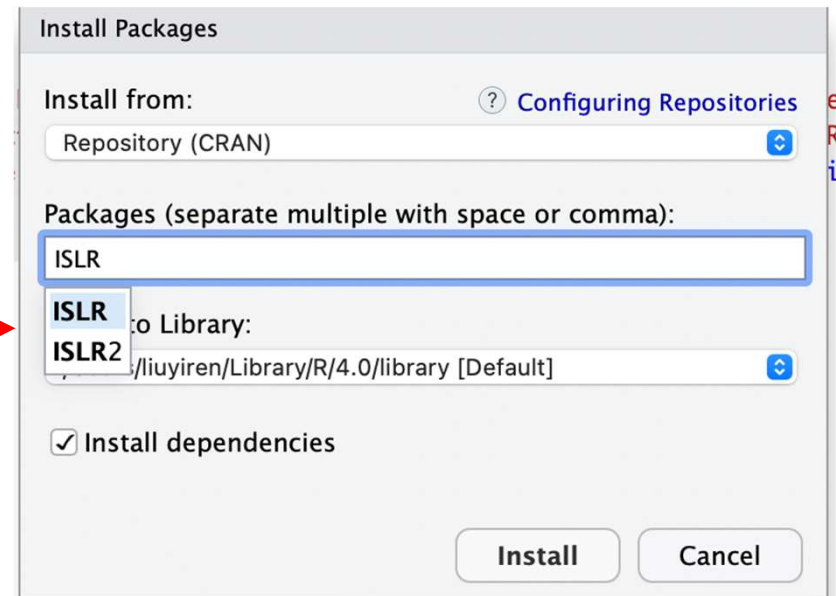 Install Packages
Install from:
? Configuring Repositories
Repository (CRAN)
Packages (separate multiple with space or comma):
ISLR
ISLR
to Library:
ISLR2
/liuyiren/Library/R/4.0/library [Default]
Install dependencies
Install
Cancel